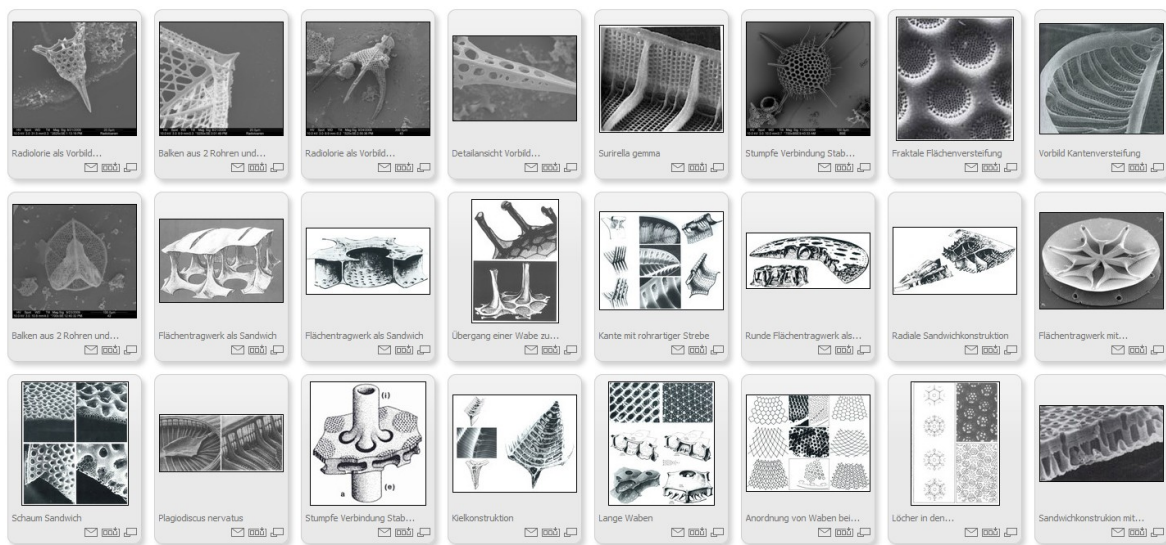 Radiolorie als Vorbild...
Balken aus 2 Rohren und...
Radiolorie als Vorbild...
Detailansicht Vorbild...
Surirella gemma
Stumpfe Verbindung Stab...
Fraktale Flächenversteifung
Vorbild Kantenversteifung
Balken aus 2 Rohren und...
Flächentragwerk als Sandwich
Flächentragwerk als Sandwich
Übergang einer Wabe zu...
Kante mit rohrartiger Strebe
Runde Flächentragwerk als...
Radiale Sandwichkonstruktion
Flächentragwerk mit...
(i)
a
(e)
Schaum Sandwich
Plagiodiscus nervatus
Stumpfe Verbindung Stab...
Kielkonstruktion
Lange Waben
Anordnung von Waben bei...
Löcher in den...
Sandwichkonstrukion mit...